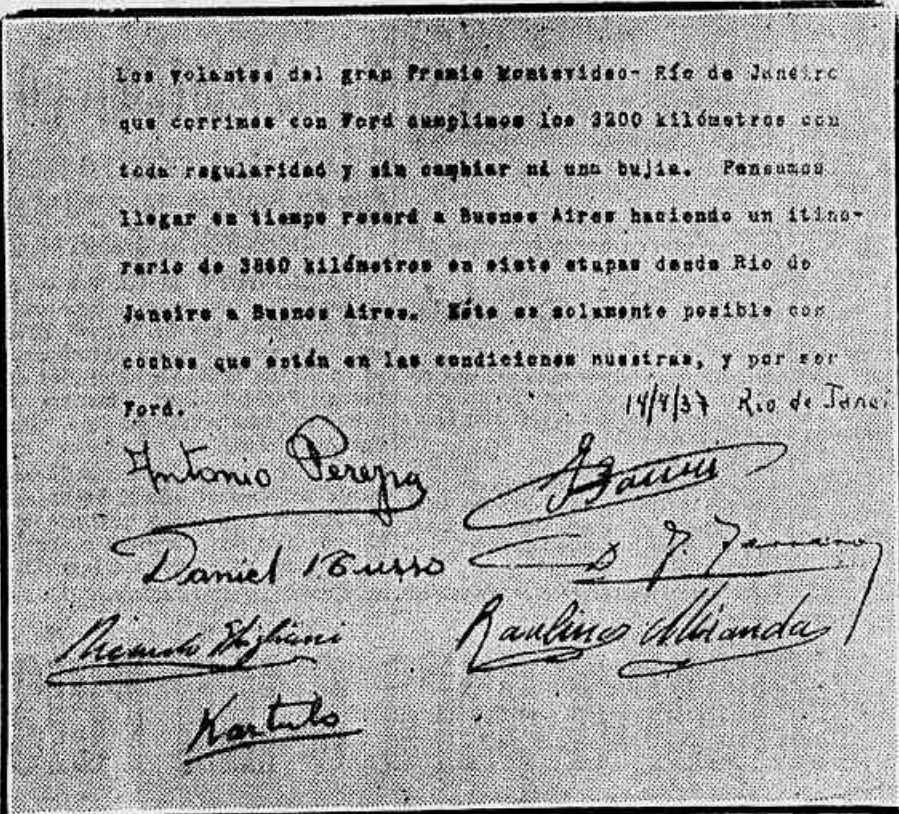 Los volantes del gran Premio Montevideo- Río de Janeiro
que corrimos con Ford cumplimos los 3200 kilómetros con
toda regularidad y sin cambiar ni una bujía. Pensamos
llegar en tiempo record a Buenos Aires haciendo un itine-
rario de 3860 kilómetros en siete etapas desde Rio de
Janeiro a Buenos Aires. Esto es solamente posible con
coches que están en las condiciones nuestras, y por ser
Ford.
14/4/37 Rio de Janei
Antonio Pereyra
Daniel Russo
Raulino Miranda
Kartulo